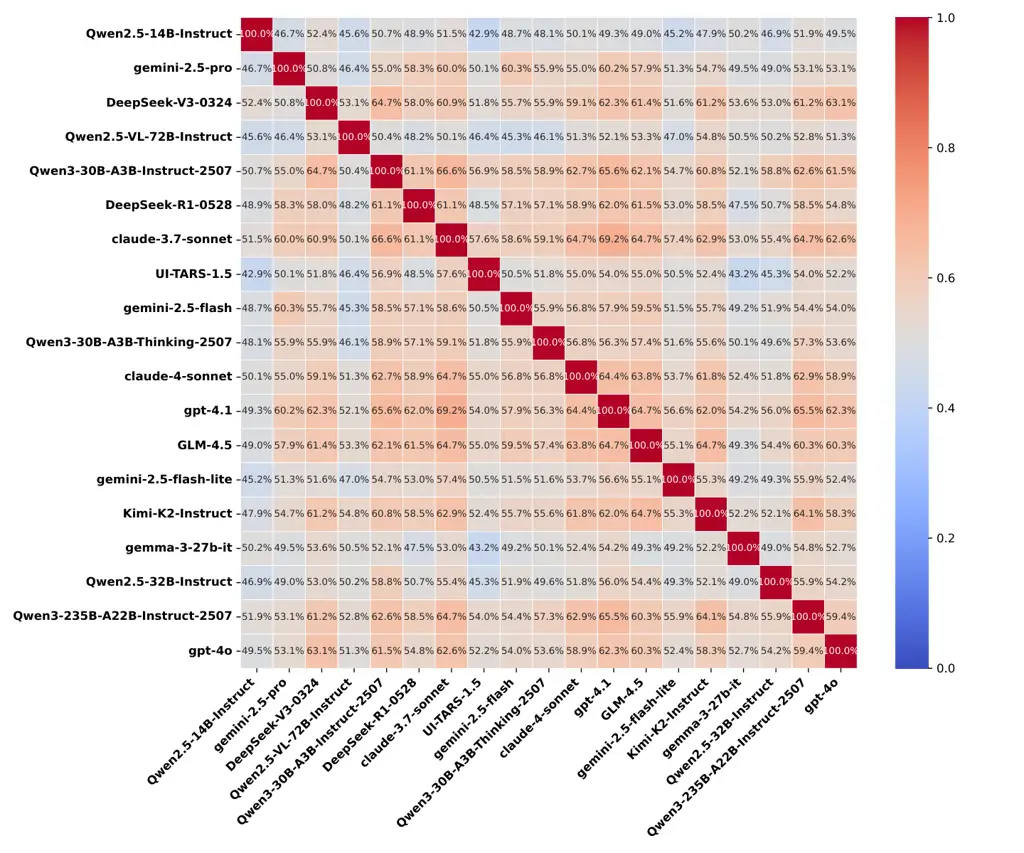 Qwen2.5-14B-Instruct 100.0% 46.7% 52.4% 45.6% 50.7% 48.9% 51.5% 42.9% 48.7% 48.1% 50.1% 49.3% 49.0% 45.2% 47.9% 50.2% 46.9% 51.9% 49.5%
gemini-2.5-pro 46.7% 100.0% 50.8% 46.4% 55.0% 58.3% 60.0% 50.1% 60.3% 55.9% 55.0% 60.2% 57.9% 51.3% 54.7% 49.5% 49.0% 53.1% 53.1%
DeepSeek-V3-0324 52.4% 50.8% 100.0% 53.1% 64.7% 58.0% 60.9% 51.8% 55.7% 55.9% 59.1% 62.3% 61.4% 51.6% 61.2% 53.6% 53.0% 61.2% 63.1%
Qwen2.5-VL-72B-Instruct 45.6% 46.4% 53.1% 100.0% 50.4% 48.2% 50.1% 46.4% 45.3% 46.1% 51.3% 52.1% 53.3% 47.0% 54.8% 50.5% 50.2% 52.8% 51.3%
Qwen3-30B-A3B-Instruct-2507 50.7% 55.0% 64.7% 50.4% 100.0% 61.1% 66.6% 56.9% 58.5% 58.9% 62.7% 65.6% 62.1% 54.7% 60.8% 52.1% 58.8% 62.6% 61.5%
DeepSeek-R1-0528 48.9% 58.3% 58.0% 48.2% 61.1% 100.0% 61.1% 48.5% 57.1% 57.1% 58.9% 62.0% 61.5% 53.0% 58.5% 47.5% 50.7% 58.5% 54.8%
claude-3.7-sonnet 51.5% 60.0% 60.9% 50.1% 66.6% 61.1% 100.0% 57.6% 58.6% 59.1% 64.7% 69.2% 64.7% 57.4% 62.9% 53.0% 55.4% 64.7% 62.6%
UI-TARS-1.5 42.9% 50.1% 51.8% 46.4% 56.9% 48.5% 57.6% 100.0% 50.5% 51.8% 55.0% 54.0% 55.0% 50.5% 52.4% 43.2% 45.3% 54.0% 52.2%
gemini-2.5-flash 48.7% 60.3% 55.7% 45.3% 58.5% 57.1% 58.6% 50.5% 100.0% 55.9% 56.8% 57.9% 59.5% 51.5% 55.7% 49.2% 51.9% 54.4% 54.0%
Qwen3-30B-A3B-Thinking-2507 48.1% 55.9% 55.9% 46.1% 58.9% 57.1% 59.1% 51.8% 55.9% 100.0% 56.8% 56.3% 57.4% 51.6% 55.6% 50.1% 49.6% 57.3% 53.6%
claude-4-sonnet 50.1% 55.0% 59.1% 51.3% 62.7% 58.9% 64.7% 55.0% 56.8% 56.8% 100.0% 64.4% 63.8% 53.7% 61.8% 52.4% 51.8% 62.9% 58.9%
gpt-4.1 49.3% 60.2% 62.3% 52.1% 65.6% 62.0% 69.2% 54.0% 57.9% 56.3% 64.4% 100.0% 64.7% 56.6% 62.0% 54.2% 56.0% 65.5% 62.3%
GLM-4.5 49.0% 57.9% 61.4% 53.3% 62.1% 61.5% 64.7% 55.0% 59.5% 57.4% 63.8% 64.7% 100.0% 55.1% 64.7% 49.3% 54.4% 60.3% 60.3%
gemini-2.5-flash-lite 45.2% 51.3% 51.6% 47.0% 54.7% 53.0% 57.4% 50.5% 51.5% 51.6% 53.7% 56.6% 55.1% 100.0% 55.3% 49.2% 49.3% 55.9% 52.4%
Kimi-K2-Instruct 47.9% 54.7% 61.2% 54.8% 60.8% 58.5% 62.9% 52.4% 55.7% 55.6% 61.8% 62.0% 64.7% 55.3% 100.0% 52.2% 52.1% 64.1% 58.3%
gemma-3-27b-it 50.2% 49.5% 53.6% 50.5% 52.1% 47.5% 53.0% 43.2% 49.2% 50.1% 52.4% 54.2% 49.3% 49.2% 52.2% 100.0% 49.0% 54.8% 52.7%
Qwen2.5-32B-Instruct 46.9% 49.0% 53.0% 50.2% 58.8% 50.7% 55.4% 45.3% 51.9% 49.6% 51.8% 56.0% 54.4% 49.3% 52.1% 49.0% 100.0% 55.9% 54.2%
Qwen3-235B-A22B-Instruct-2507 51.9% 53.1% 61.2% 52.8% 62.6% 58.5% 64.7% 54.0% 54.4% 57.3% 62.9% 65.5% 60.3% 55.9% 64.1% 54.8% 55.9% 100.0% 59.4%
gpt-4o 49.5% 53.1% 63.1% 51.3% 61.5% 54.8% 62.6% 52.2% 54.0% 53.6% 58.9% 62.3% 60.3% 52.4% 58.3% 52.7% 54.2% 59.4% 100.0%
Qwen2.5-14B-Instruct
gemini-2.5-pro
DeepSeek-V3-0324
Qwen2.5-VL-72B-Instruct
Qwen3-30B-A3B-Instruct-2507
DeepSeek-R1-0528
claude-3.7-sonnet
UI-TARS-1.5
gemini-2.5-flash
Qwen3-30B-A3B-Thinking-2507
claude-4-sonnet
gpt-4.1
GLM-4.5
gemini-2.5-flash-lite
Kimi-K2-Instruct
gemma-3-27b-it
Qwen2.5-32B-Instruct
Qwen3-235B-A22B-Instruct-2507
gpt-4o
1.0
0.8
0.6
0.4
0.2
0.0